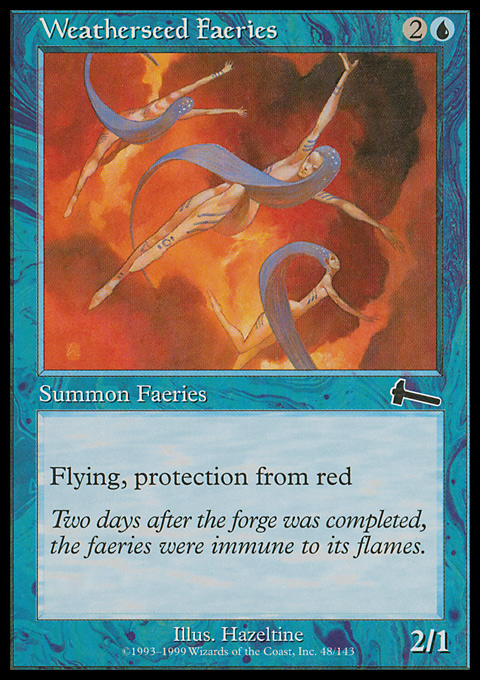 Weatherseed Faeries 2
Summon Faeries
Flying, protection from red
Two days after the forge was completed,
the faeries were immune to its flames.
Illus. Hazeltine
©1993–1999 Wizards of the Coast, Inc. 48/143
2/1